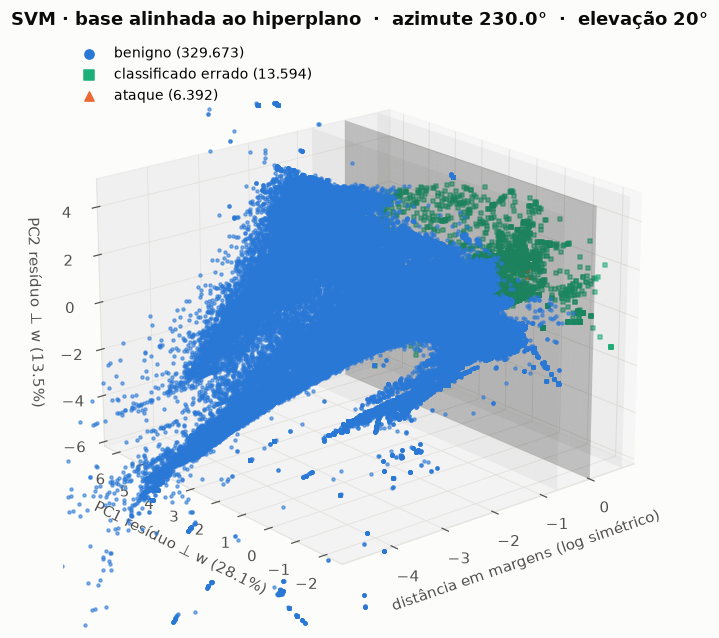 SVM · base alinhada ao hiperplano · azimute 230.0° · elevação 20°
benigno (329.673)
classificado errado (13.594)
ataque (6.392)
PC2 resíduo ⊥ w (13.5%)
4
2
0
−2
−4
−6
PC1 resíduo ⊥ w (28.1%)
6
5
4
3
2
1
0
−1
−2
distância em margens (log simétrico)
−4
−3
−2
−1
0